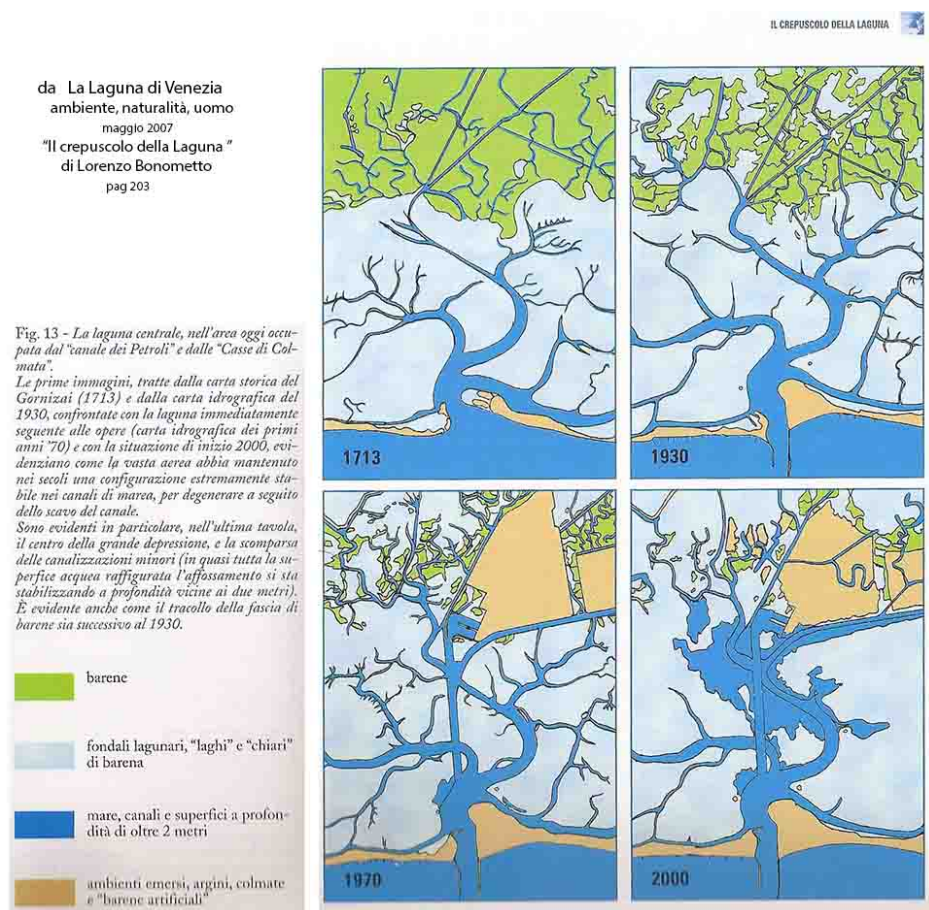 IL CREPUSCOLO DELLA LAGUNA
da La Laguna di Venezia
ambiente, naturalità, uomo
maggio 2007
"Il crepuscolo della Laguna "
di Lorenzo Bonometto
pag 203
Fig. 13 - La laguna centrale, nell'area oggi occu-
pata dal "canale dei Petroli" e dalle "Casse di Col-
mata".
Le prime immagini, tratte dalla carta storica del
Gornizai (1713) e dalla carta idrografica del
1930, confrontate con la laguna immediatamente
seguente alle opere (carta idrografica dei primi
anni '70) e con la situazione di inizio 2000, evi-
denziano come la vasta aerea abbia mantenuto
nei secoli una configurazione estremamente sta-
bile nei canali di marea, per degenerare a seguito
dello scavo del canale.
Sono evidenti in particolare, nell'ultima tavola,
il centro della grande depressione, e la scomparsa
delle canalizzazioni minori (in quasi tutta la su-
perfice acquea raffigurata l'affossamento si sta
stabilizzando a profondità vicine ai due metri).
È evidente anche come il tracollo della fascia di
barene sia successivo al 1930.
barene
fondali lagunari, "laghi" e "chiari"
di barena
mare, canali e superfici a profon-
dità di oltre 2 metri
ambienti emersi, argini, colmate
e "barene artificiali"
1713
1930
1970
2000